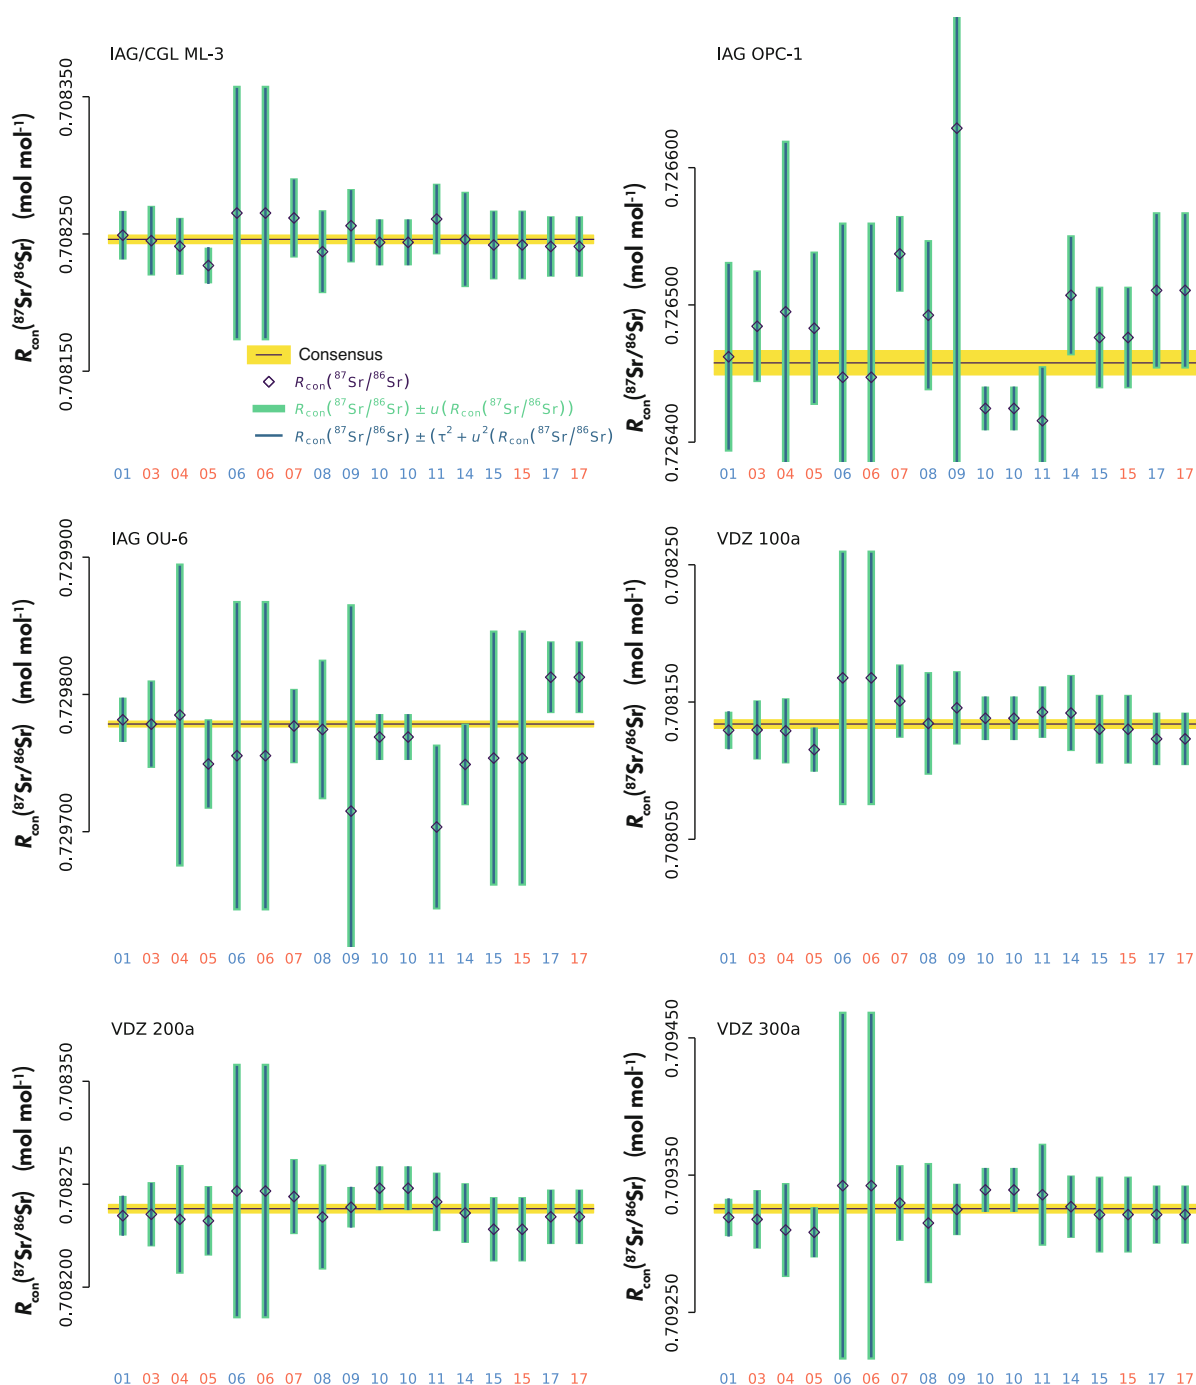 IAG/CGL ML-3
R_con(⁸⁷Sr/⁸⁶Sr) (mol mol⁻¹)
0.708350
0.708250
0.708150
Consensus
R_con(⁸⁷Sr/⁸⁶Sr)
R_con(⁸⁷Sr/⁸⁶Sr) ± u(R_con(⁸⁷Sr/⁸⁶Sr))
R_con(⁸⁷Sr/⁸⁶Sr) ± (τ² + u²(R_con(⁸⁷Sr/⁸⁶Sr)
01 03 04 05 06 06 07 08 09 10 10 11 14 15 15 17 17
IAG OPC-1
R_con(⁸⁷Sr/⁸⁶Sr) (mol mol⁻¹)
0.726600
0.726500
0.726400
01 03 04 05 06 06 07 08 09 10 10 11 14 15 15 17 17
IAG OU-6
R_con(⁸⁷Sr/⁸⁶Sr) (mol mol⁻¹)
0.729900
0.729800
0.729700
01 03 04 05 06 06 07 08 09 10 10 11 14 15 15 17 17
VDZ 100a
R_con(⁸⁷Sr/⁸⁶Sr) (mol mol⁻¹)
0.708250
0.708150
0.708050
01 03 04 05 06 06 07 08 09 10 10 11 14 15 15 17 17
VDZ 200a
R_con(⁸⁷Sr/⁸⁶Sr) (mol mol⁻¹)
0.708350
0.708275
0.708200
01 03 04 05 06 06 07 08 09 10 10 11 14 15 15 17 17
VDZ 300a
R_con(⁸⁷Sr/⁸⁶Sr) (mol mol⁻¹)
0.709450
0.709350
0.709250
01 03 04 05 06 06 07 08 09 10 10 11 14 15 15 17 17